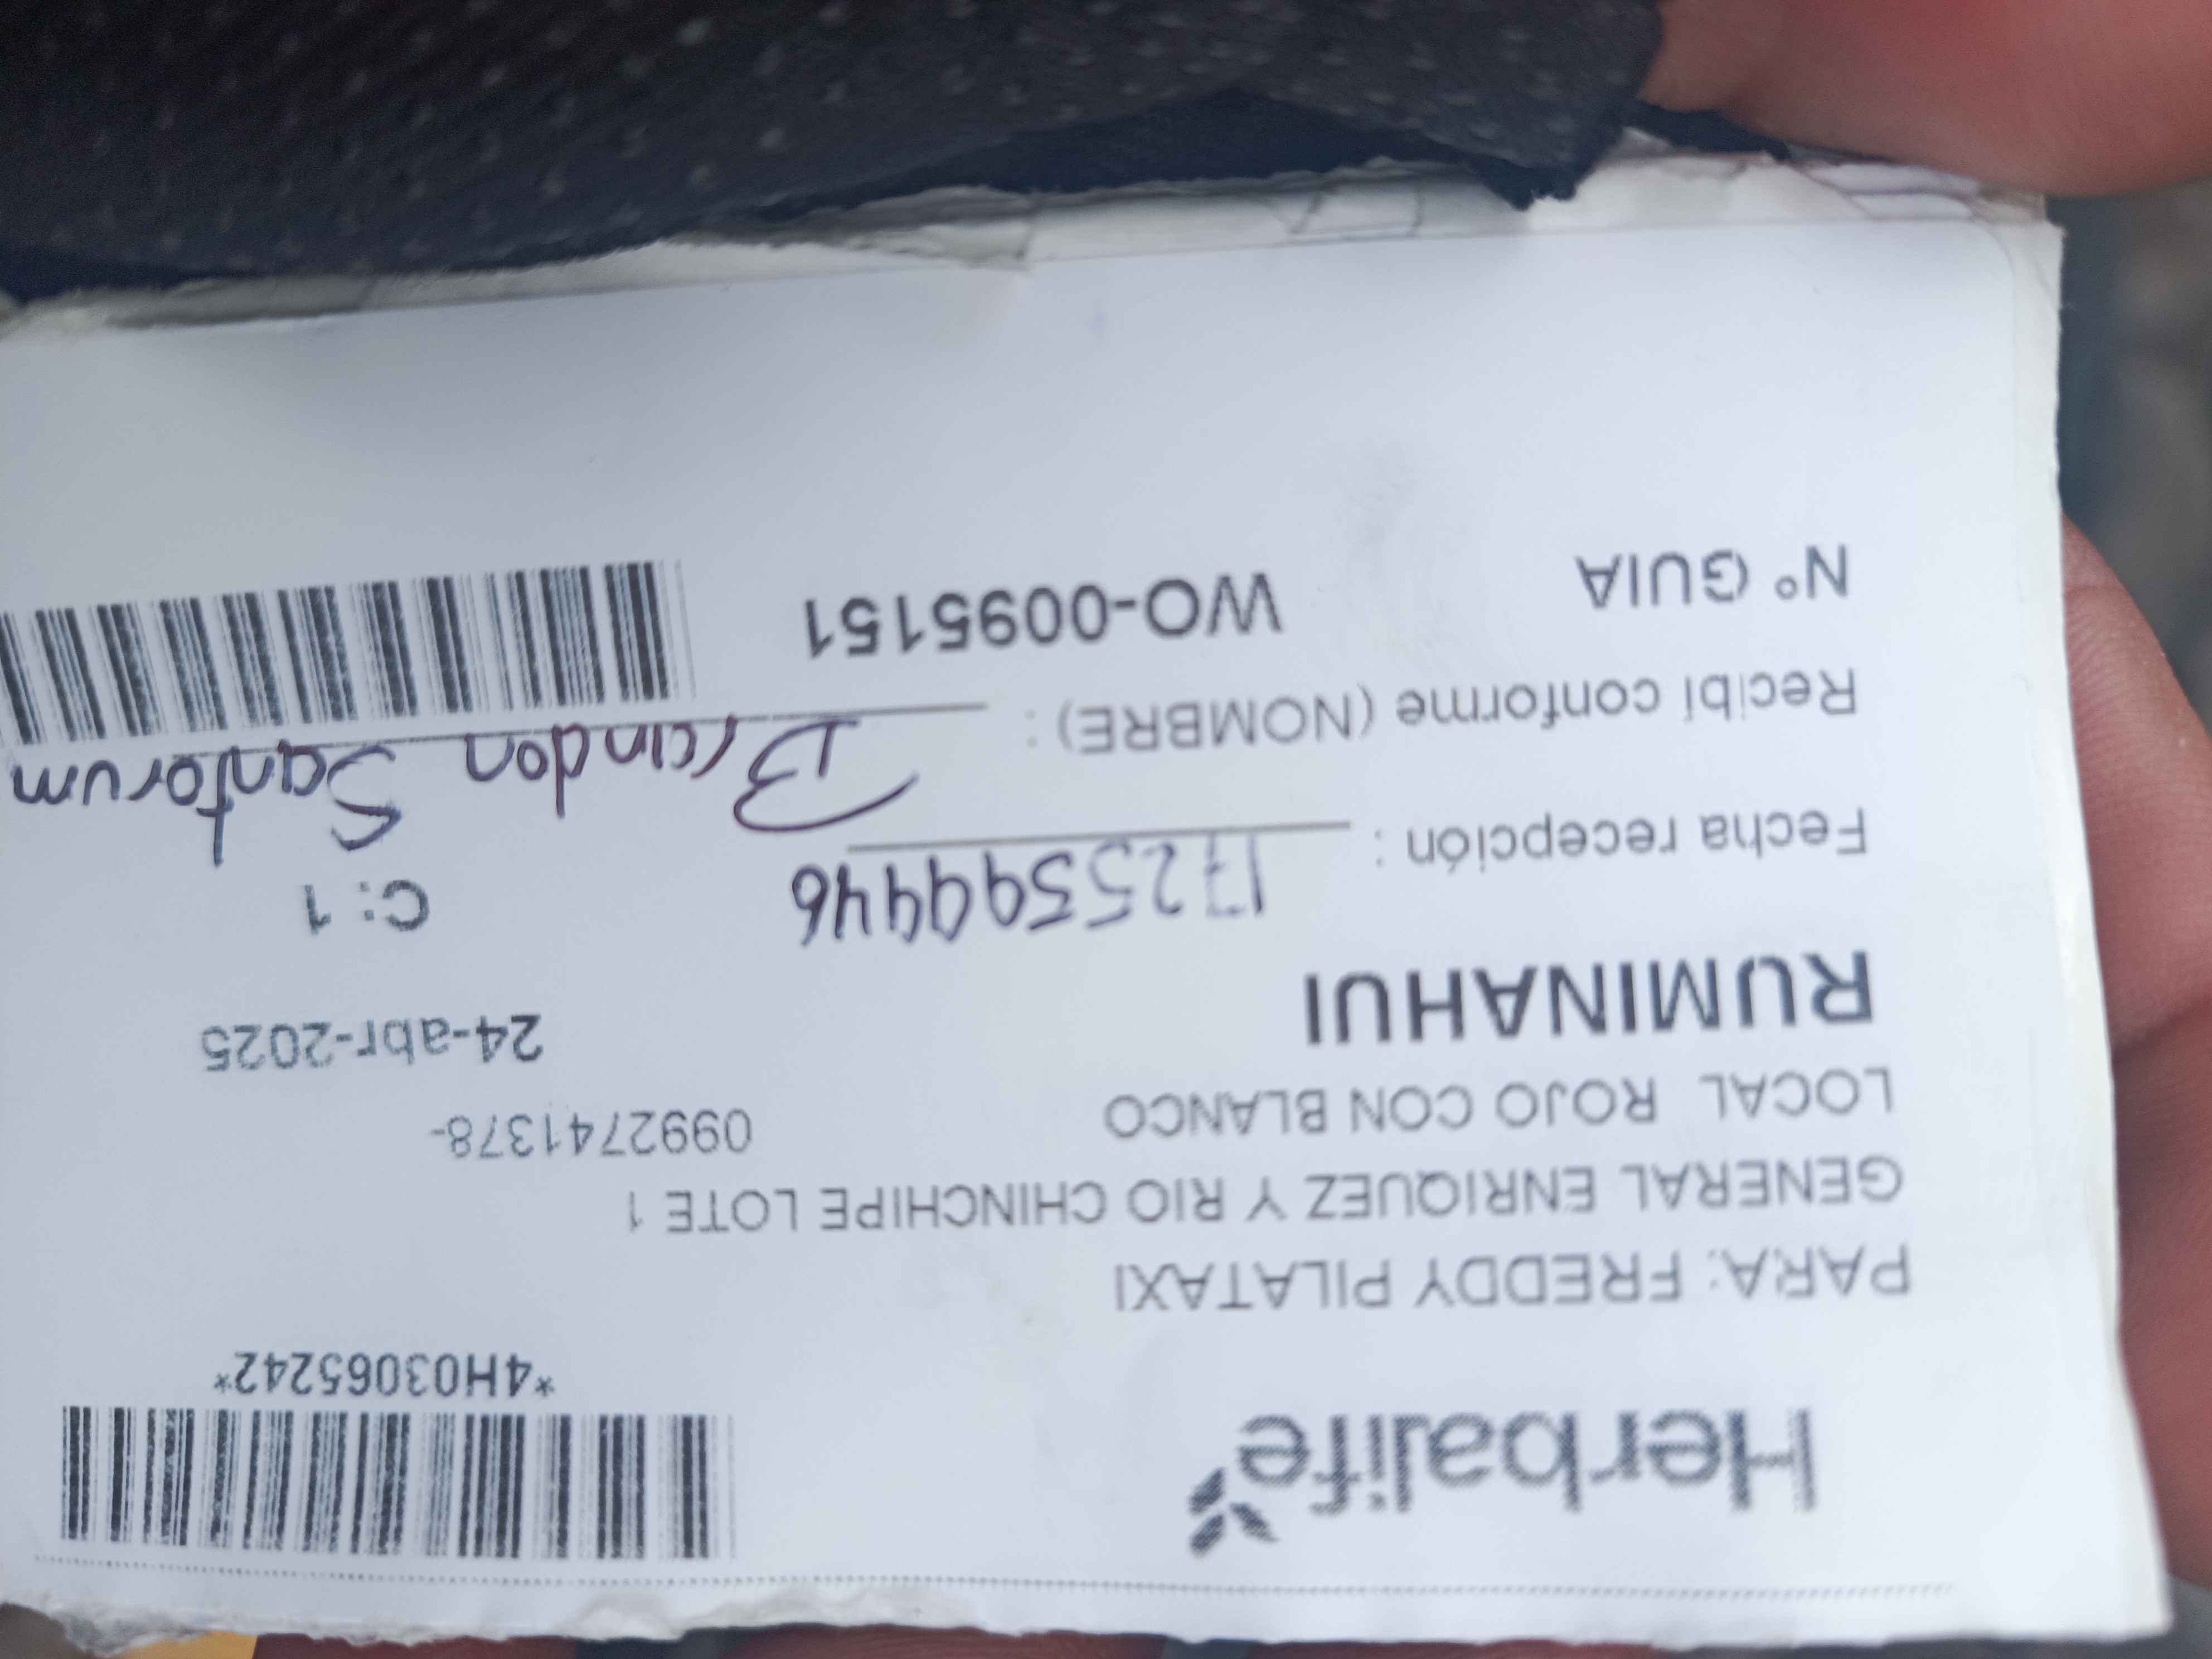 Herbalife
*4H03065242*
PARA: FREDDY PILATAXI
GENERAL ENRIQUEZ Y RIO CHINCHIPE LOTE 1
LOCAL ROJO CON BLANCO 0992741378-
RUMINAHUI 24-abr-2025
Fecha recepción : 1725599946 C: 1
Recibí conforme (NOMBRE) : Brandon Santorum
N° GUIA WO-0095151